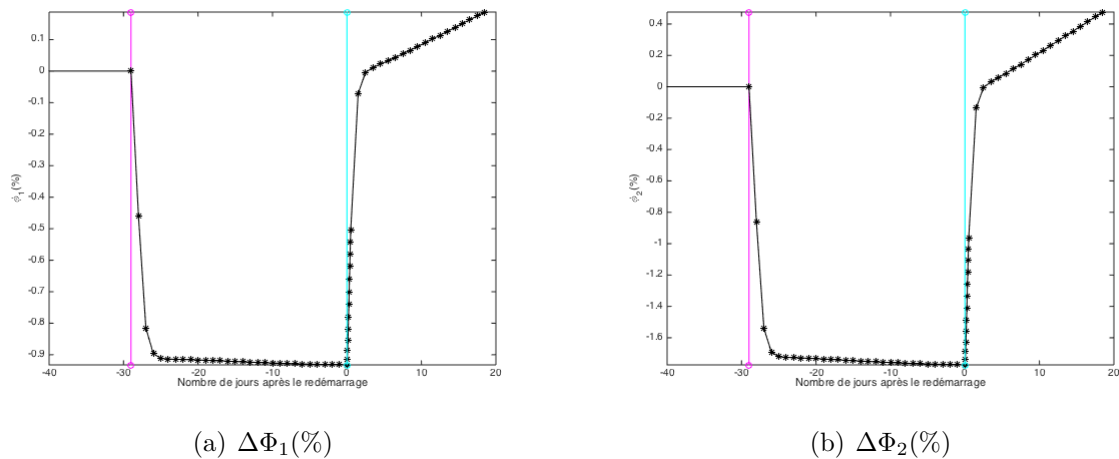 0.1
0
-0.1
-0.2
-0.3
-0.4
-0.5
-0.6
-0.7
-0.8
-0.9
-40 -30 -20 -10 0 10 20
Nombre de jours après le redémarrage
ϕ₁(%)
(a) ΔΦ₁(%)
0.4
0.2
0
-0.2
-0.4
-0.6
-0.8
-1
-1.2
-1.4
-1.6
-40 -30 -20 -10 0 10 20
Nombre de jours après le redémarrage
ϕ₂(%)
(b) ΔΦ₂(%)